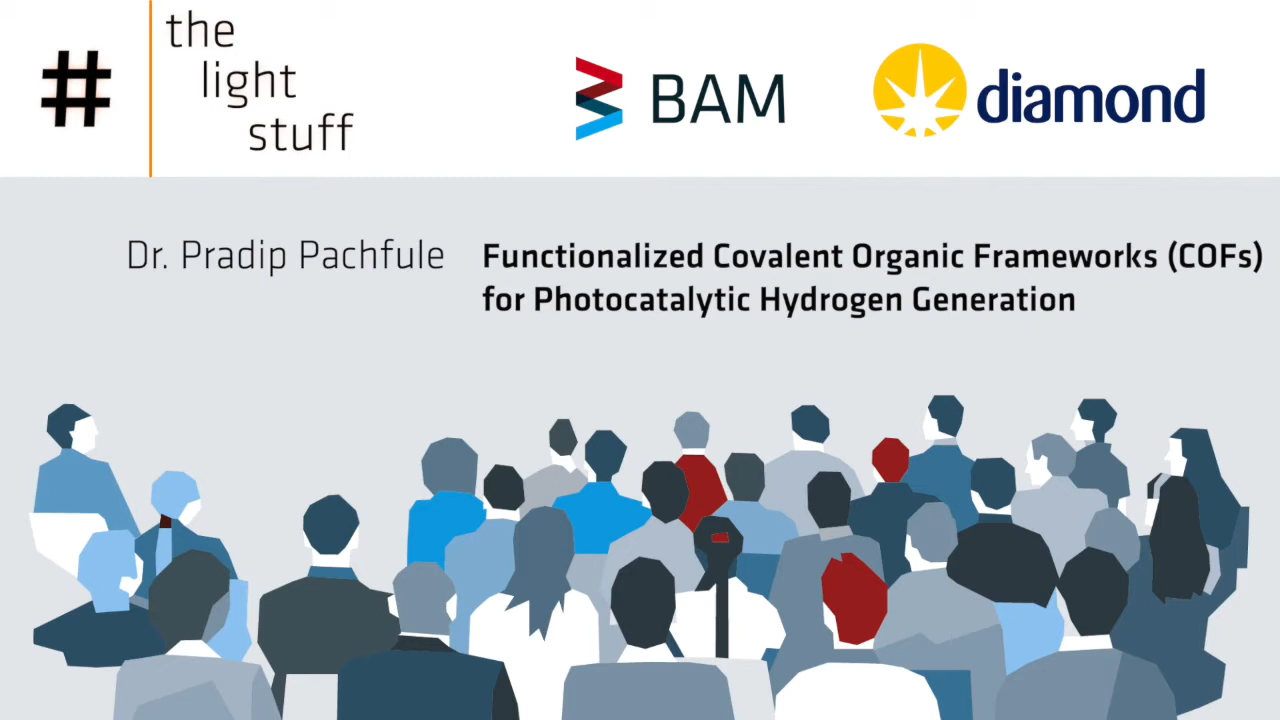 #
the
light
stuff
BAM
diamond
Dr. Pradip Pachfule
Functionalized Covalent Organic Frameworks (COFs)
for Photocatalytic Hydrogen Generation